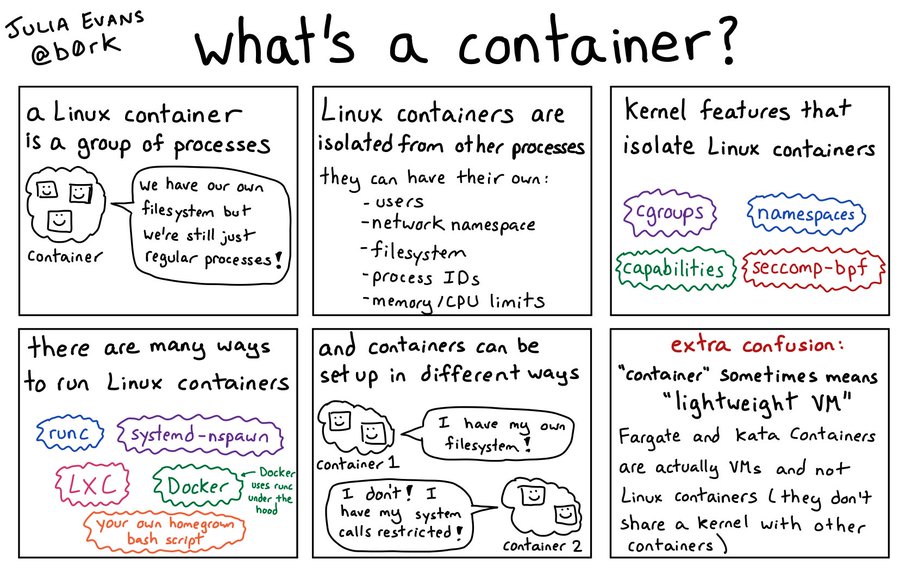 JULIA EVANS
@b0rk
what's a container?
a Linux container
is a group of processes
we have our own
filesystem but
we're still just
regular processes!
container
Linux containers are
isolated from other processes
they can have their own:
- users
- network namespace
- filesystem
- process IDs
- memory/CPU limits
Kernel features that
isolate Linux containers
cgroups
namespaces
capabilities
seccomp-bpf
there are many ways
to run Linux containers
runc
systemd-nspawn
LXC
Docker
Docker
uses runc
under the
hood
your own homegrown
bash script
and containers can be
set up in different ways
I have my own
filesystem!
container 1
I don't! I
have my system
calls restricted!
container 2
extra confusion:
"container" sometimes means
"lightweight VM"
Fargate and Kata Containers
are actually VMs and not
Linux containers (they don't
share a kernel with other
containers)